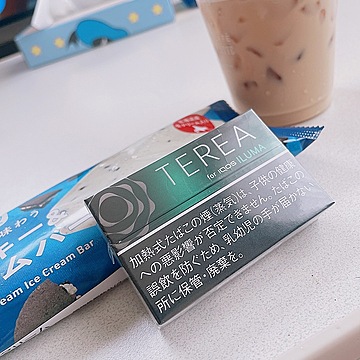 TEREA
for IQOS ILUMA
加熱式たばこの煙(蒸気)は、子供の健康
への悪影響が否定できません。たばこの
誤飲を防ぐため、乳幼児の手が届かない
所に保管・廃棄を。
味わう
eam Ice Cream Bar